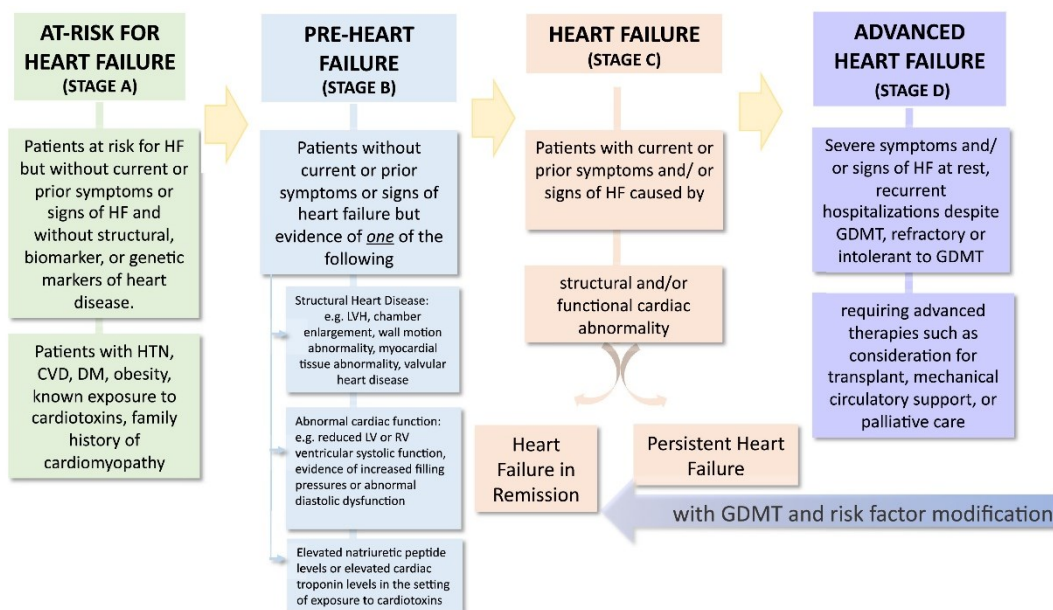 AT-RISK FOR
HEART FAILURE
(STAGE A)
Patients at risk for HF
but without current or
prior symptoms or
signs of HF and
without structural,
biomarker, or genetic
markers of heart
disease.
Patients with HTN,
CVD, DM, obesity,
known exposure to
cardiotoxins, family
history of
cardiomyopathy
PRE-HEART
FAILURE
(STAGE B)
Patients without
current or prior
symptoms or signs of
heart failure but
evidence of one of the
following
Structural Heart Disease:
e.g. LVH, chamber
enlargement, wall motion
abnormality, myocardial
tissue abnormality, valvular
heart disease
Abnormal cardiac function:
e.g. reduced LV or RV
ventricular systolic function,
evidence of increased filling
pressures or abnormal
diastolic dysfunction
Elevated natriuretic peptide
levels or elevated cardiac
troponin levels in the setting
of exposure to cardiotoxins
HEART FAILURE
(STAGE C)
Patients with current or
prior symptoms and/ or
signs of HF caused by
structural and/or
functional cardiac
abnormality
Heart
Failure in
Remission
Persistent Heart
Failure
with GDMT and risk factor modification
ADVANCED
HEART FAILURE
(STAGE D)
Severe symptoms and/
or signs of HF at rest,
recurrent
hospitalizations despite
GDMT, refractory or
intolerant to GDMT
requiring advanced
therapies such as
consideration for
transplant, mechanical
circulatory support, or
palliative care